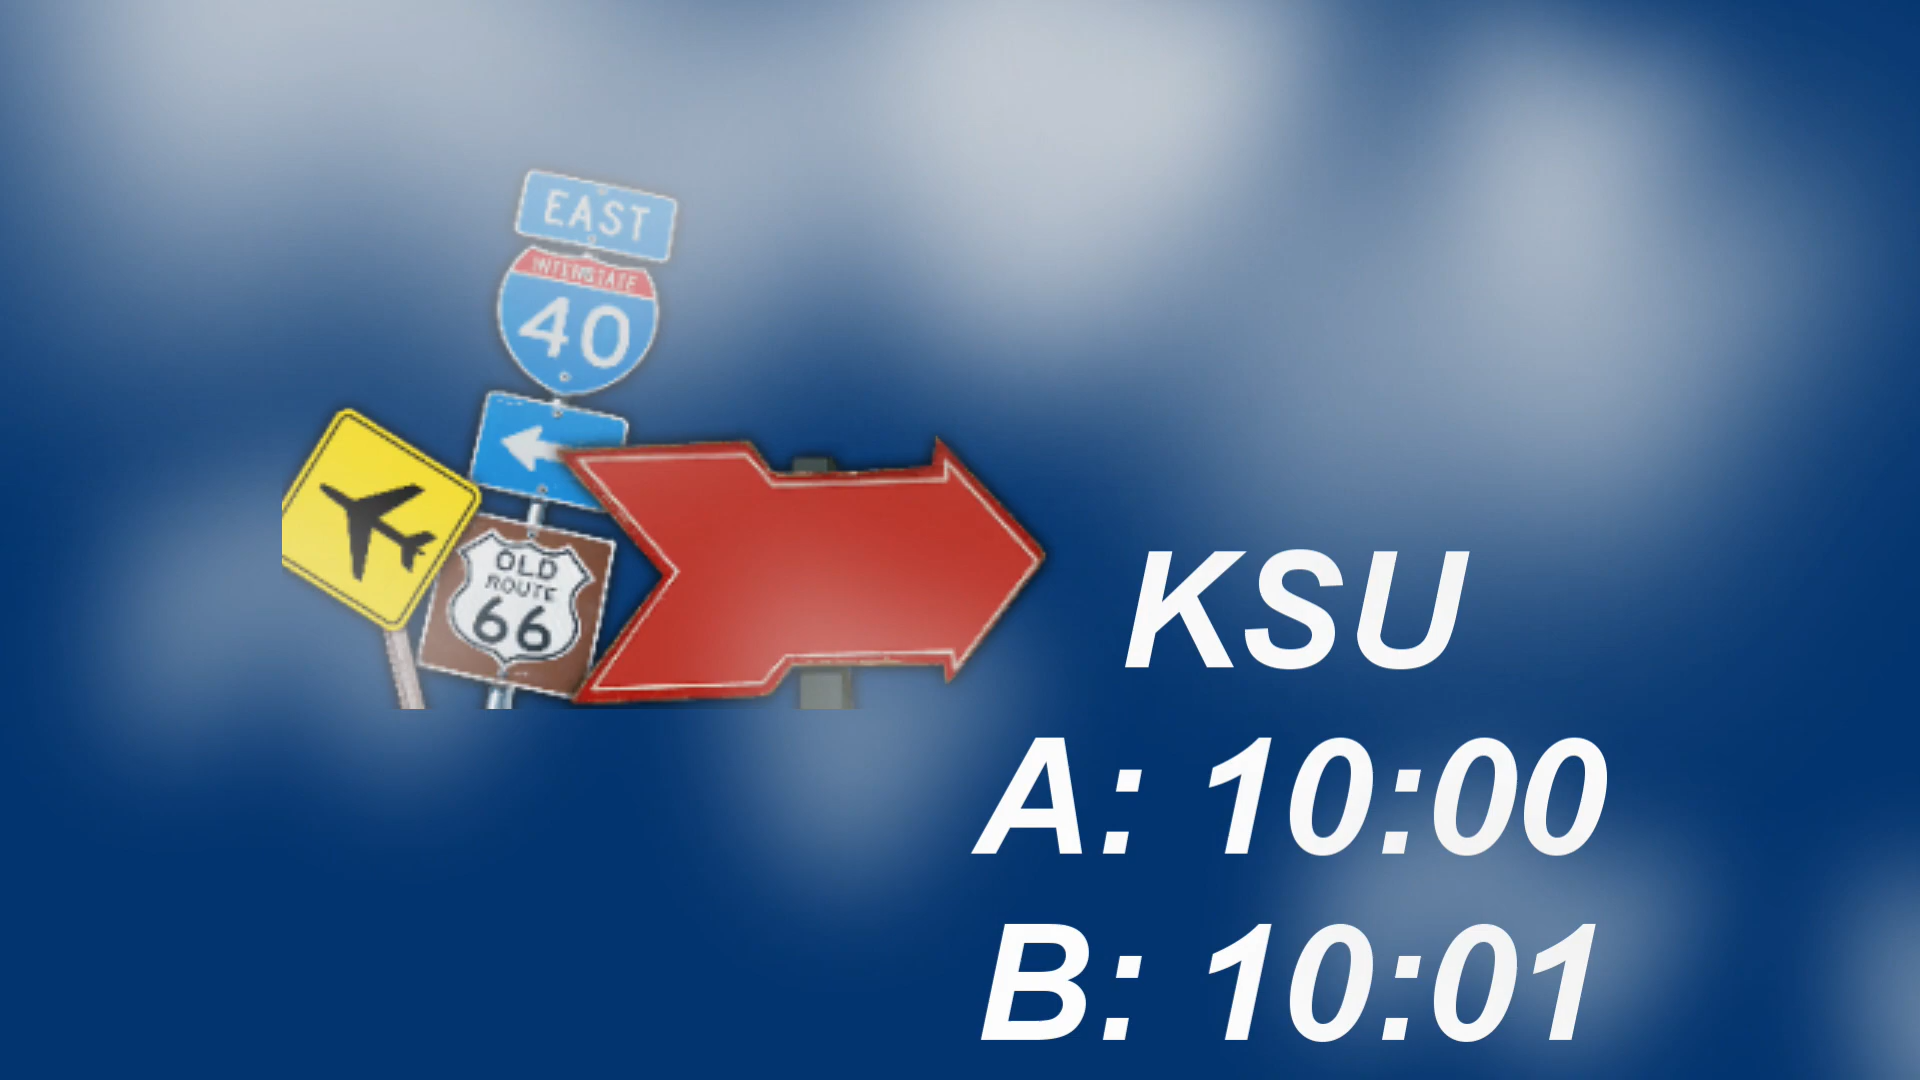 EAST
INTERSTATE
40
OLD
ROUTE
66
KSU
A: 10:00
B: 10:01